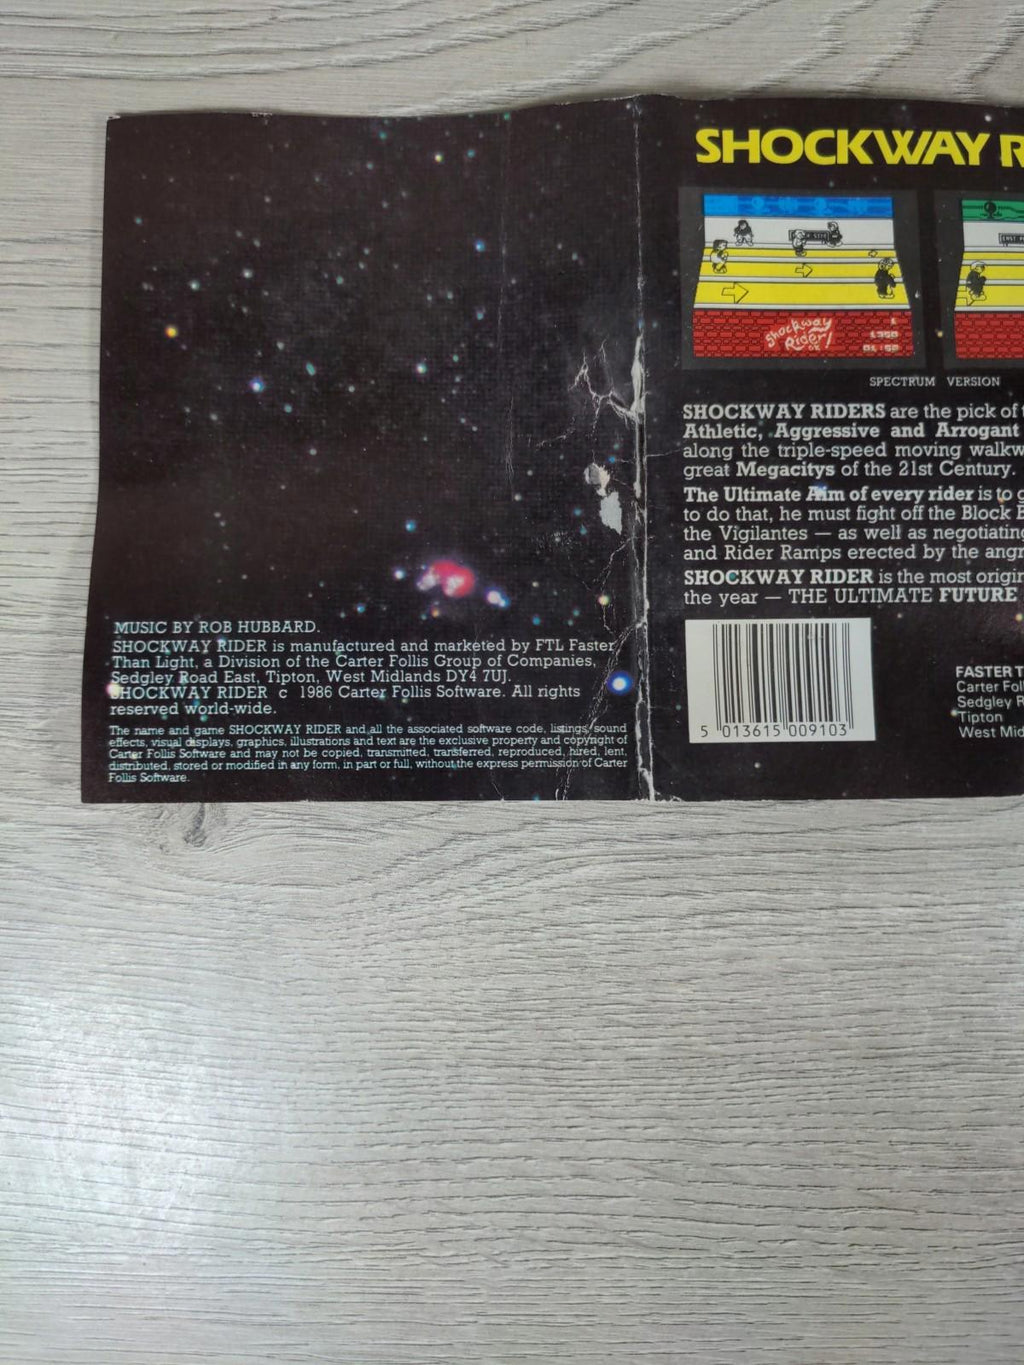 MUSIC BY ROB HUBBARD.
SHOCKWAY RIDER is manufactured and marketed by FTL Faster
Than Light, a Division of the Carter Follis Group of Companies,
Sedgley Road East, Tipton, West Midlands DY4 7UJ.
SHOCKWAY RIDER c 1986 Carter Follis Software. All rights
reserved world-wide.
The name and game SHOCKWAY RIDER and all the associated software code, listings, sound
effects, visual displays, graphics, illustrations and text are the exclusive property and copyright of
Carter Follis Software and may not be copied, transmitted, transferred, reproduced, hired, lent,
distributed, stored or modified in any form, in part or full, without the express permission of Carter
Follis Software.
SHOCKWAY R
Shockway
Rider!
SPECTRUM VERSION
SHOCKWAY RIDERS are the pick of
Athletic, Aggressive and Arrogant
along the triple-speed moving walkw
great Megacitys of the 21st Century.
The Ultimate Aim of every rider is to g
to do that, he must fight off the Block B
the Vigilantes — as well as negotiating
and Rider Ramps erected by the angr
SHOCKWAY RIDER is the most origin
the year — THE ULTIMATE FUTURE
5 013615 009103
FASTER T
Carter Fol
Sedgley R
Tipton
West Mid